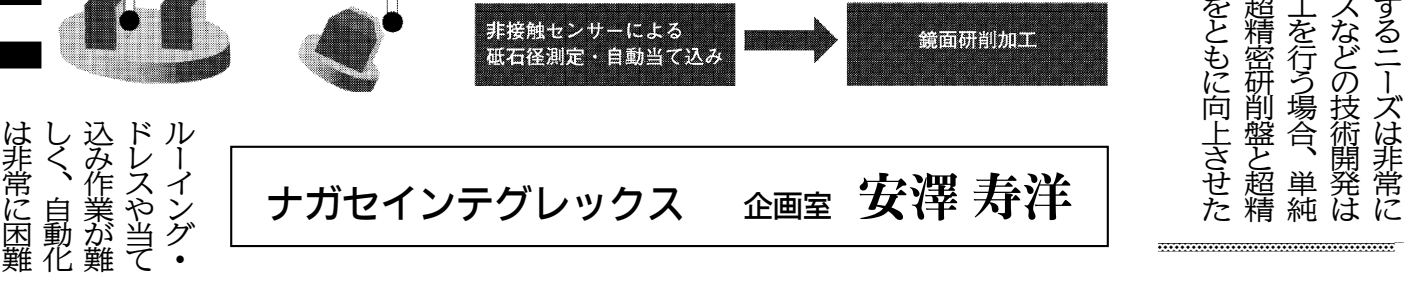 するニーズは非常に
スなどの技術開発は
工を行う場合、単純
超精密研削盤と超精
をともに向上させた
非接触センサーによる
砥石径測定・自動当て込み
鏡面研削加工
ナガセインテグレックス 企画室 安澤 寿洋
ルーイング・
ドレスや当て
込み作業が難
しく、自動化
は非常に困難